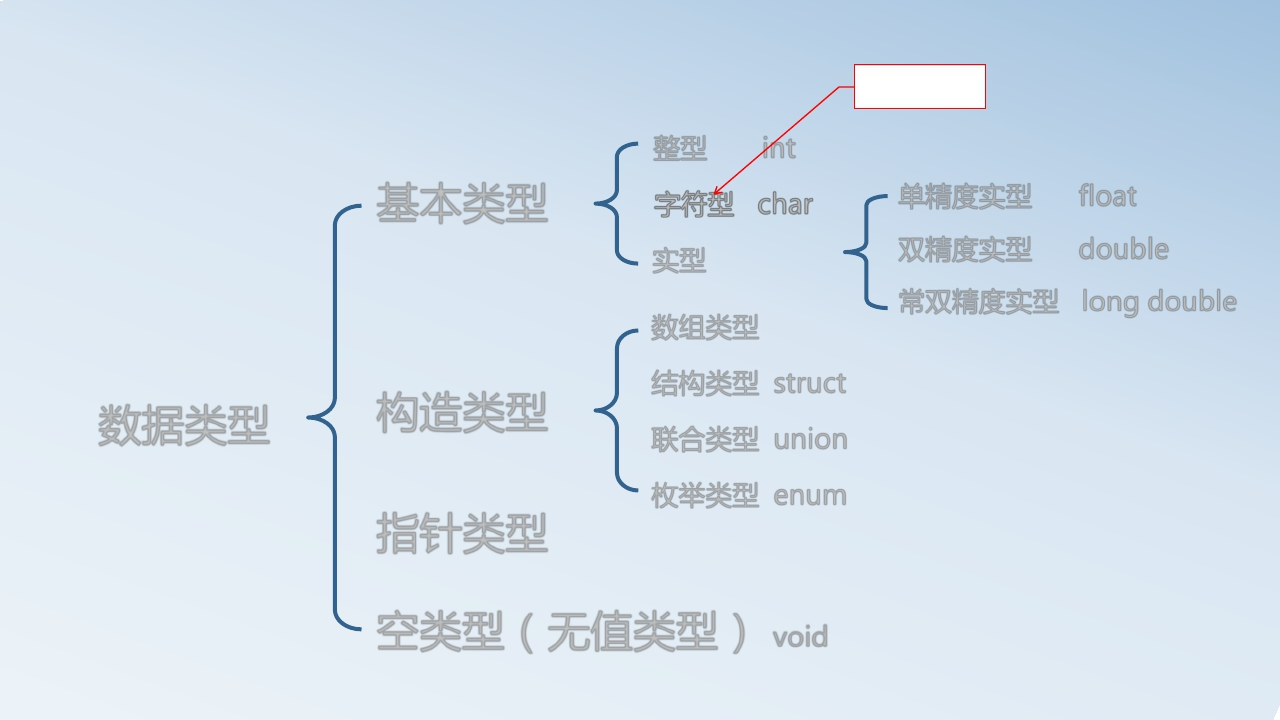 数据类型
基本类型
整型 int
字符型 char
实型
单精度实型 float
双精度实型 double
常双精度实型 long double
构造类型
数组类型
结构类型 struct
联合类型 union
枚举类型 enum
指针类型
空类型（无值类型） void